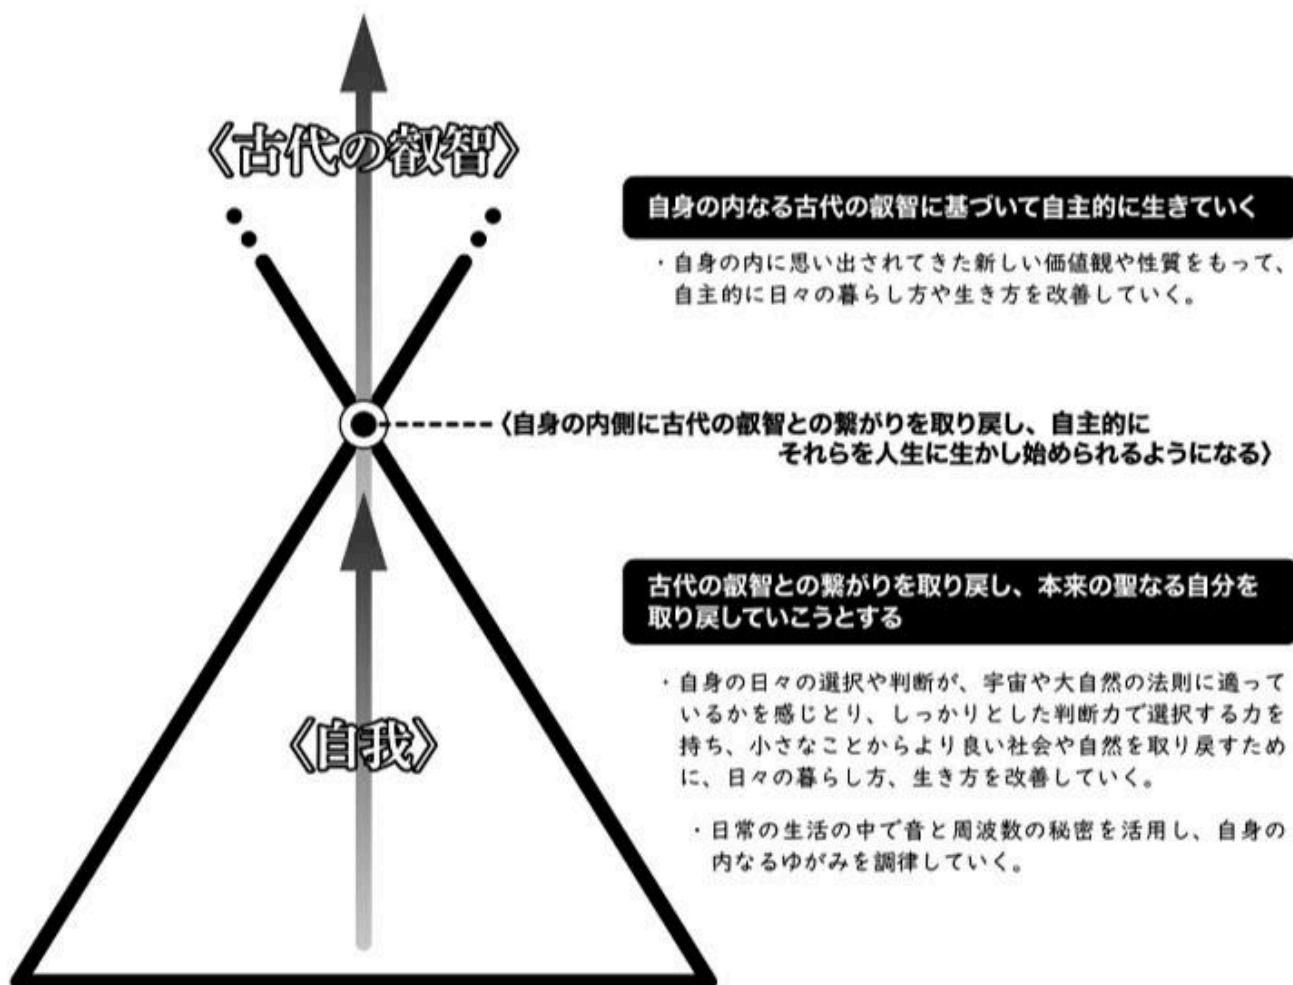 〈古代の叡智〉
自身の内なる古代の叡智に基づいて自主的に生きていく
・自身の内に思い出されてきた新しい価値観や性質をもって、
自主的に日々の暮らし方や生き方を改善していく。
〈自身の内側に古代の叡智との繋がりを取り戻し、自主的に
それらを人生に生かし始められるようになる〉
古代の叡智との繋がりを取り戻し、本来の聖なる自分を
取り戻していこうとする
〈自我〉
・自身の日々の選択や判断が、宇宙や大自然の法則に適って
いるかを感じとり、しっかりとした判断力で選択する力を
持ち、小さなことからより良い社会や自然を取り戻すため
に、日々の暮らし方、生き方を改善していく。
・日常の生活の中で音と周波数の秘密を活用し、自身の
内なるゆがみを調律していく。